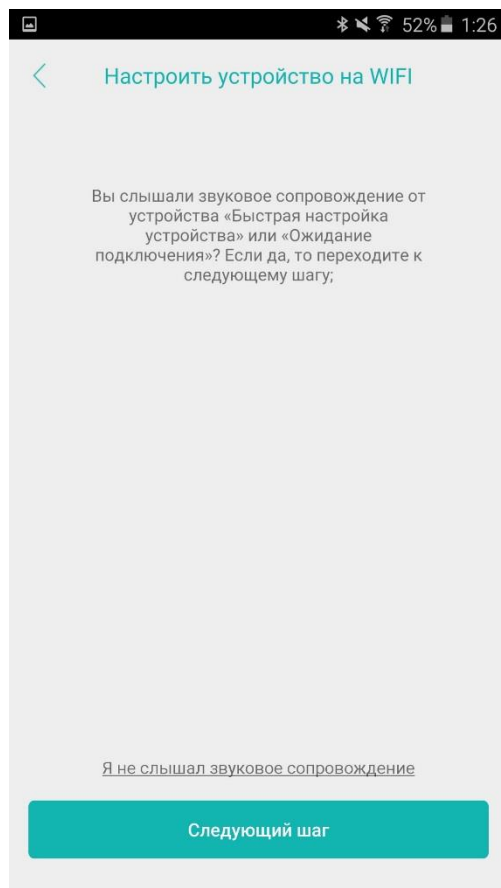 52% 1:26
Настроить устройство на WIFI
Вы слышали звуковое сопровождение от
устройства «Быстрая настройка
устройства» или «Ожидание
подключения»? Если да, то переходите к
следующему шагу;
Я не слышал звуковое сопровождение
Следующий шаг